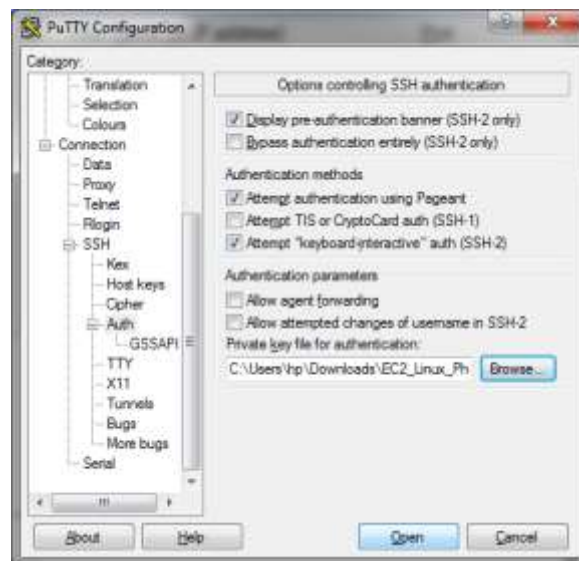 PuTTY Configuration
Category:
Translation
Selection
Colours
Connection
Data
Proxy
Telnet
Rlogin
SSH
Kex
Host keys
Cipher
Auth
GSSAPI
TTY
X11
Tunnels
Bugs
More bugs
Serial
Options controlling SSH authentication
Display pre-authentication banner (SSH-2 only)
Bypass authentication entirely (SSH-2 only)
Authentication methods
Attempt authentication using Pageant
Attempt TIS or CryptoCard auth (SSH-1)
Attempt "keyboard-interactive" auth (SSH-2)
Authentication parameters
Allow agent forwarding
Allow attempted changes of username in SSH-2
Private key file for authentication:
C:\Users\hp\Downloads\EC2_Linux_Ph
Browse...
About
Help
Open
Cancel